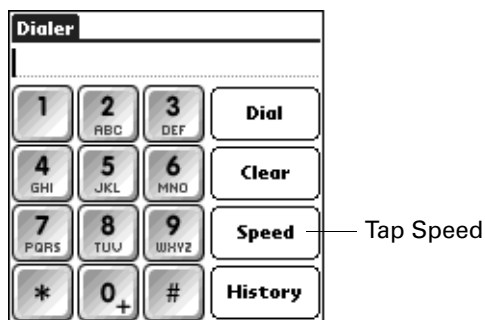 Dialer
1 2 ABC 3 DEF Dial
4 GHI 5 JKL 6 MNO Clear
7 PQRS 8 TUV 9 WXYZ Speed Tap Speed
* 0 + # History